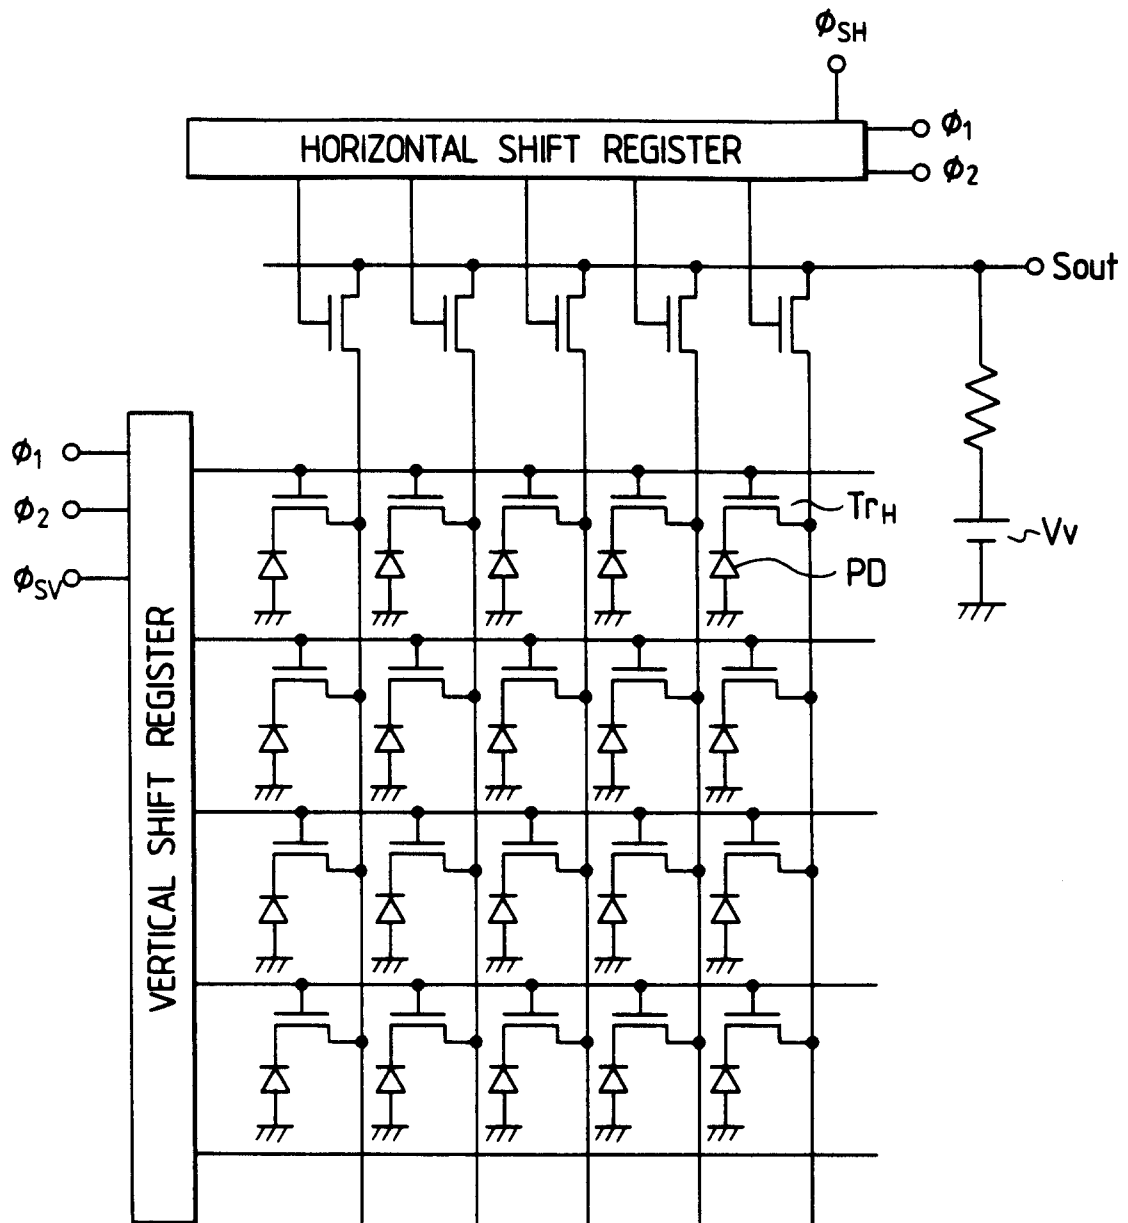 ϕSH
HORIZONTAL SHIFT REGISTER
ϕ1
ϕ2
Sout
ϕ1
ϕ2
ϕSV
VERTICAL SHIFT REGISTER
TrH
PD
Vv